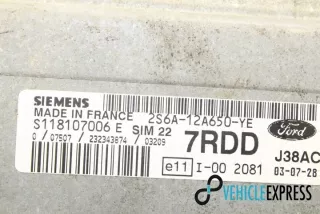 SIEMENS
MADE IN FRANCE 2S6A-12A650-YE
S118107006 E SIM 22
7RDD Ford J38AC
0 / 07507 / 232343874 / 03209
e11 I-00 2081 03-07-28
VEHICLEEXPRESS